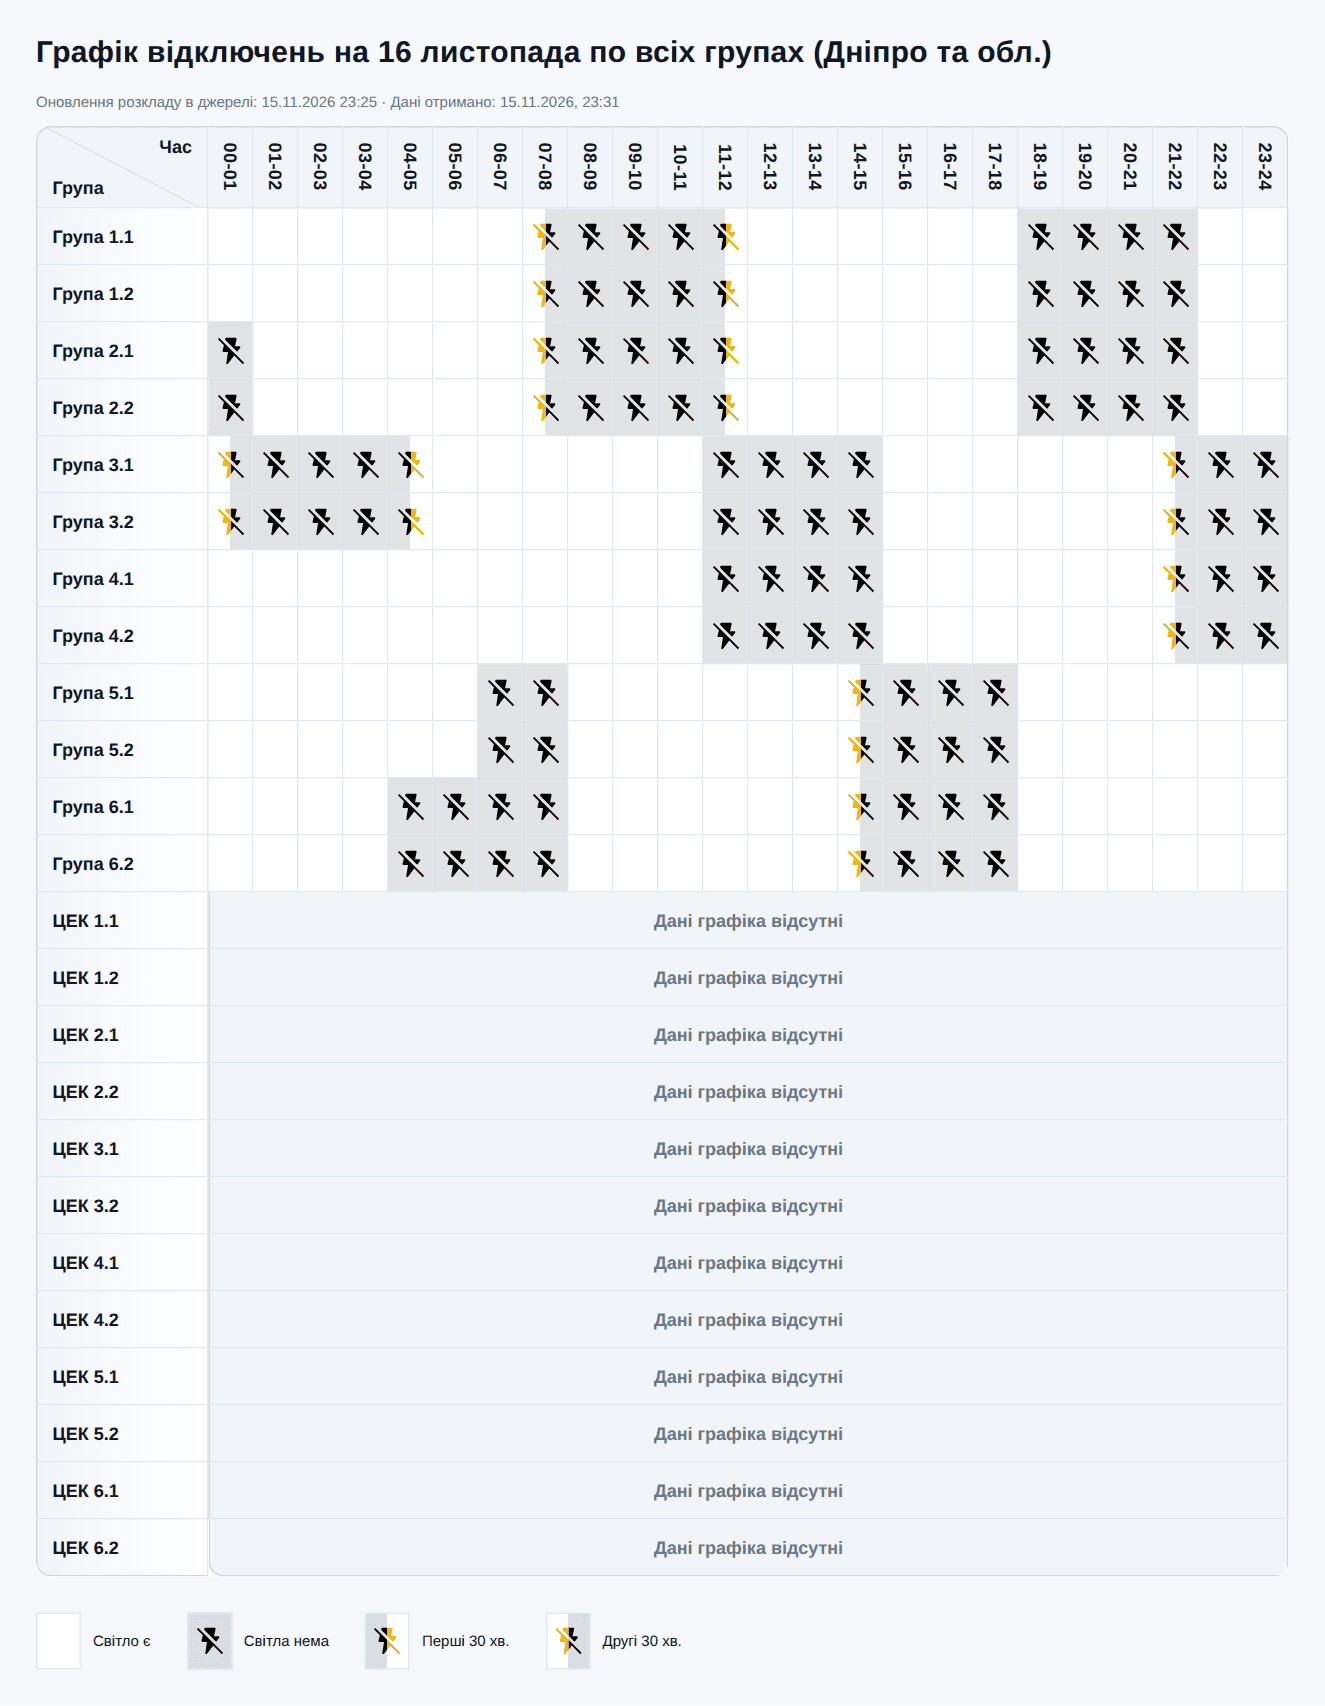 Графік відключень на 16 листопада по всіх групах (Дніпро та обл.)
Оновлення розкладу в джерелі: 15.11.2026 23:25 · Дані отримано: 15.11.2026, 23:31
Час
Група
00-01 01-02 02-03 03-04 04-05 05-06 06-07 07-08 08-09 09-10 10-11 11-12 12-13 13-14 14-15 15-16 16-17 17-18 18-19 19-20 20-21 21-22 22-23 23-24
Група 1.1
Група 1.2
Група 2.1
Група 2.2
Група 3.1
Група 3.2
Група 4.1
Група 4.2
Група 5.1
Група 5.2
Група 6.1
Група 6.2
ЦЕК 1.1 Дані графіка відсутні
ЦЕК 1.2 Дані графіка відсутні
ЦЕК 2.1 Дані графіка відсутні
ЦЕК 2.2 Дані графіка відсутні
ЦЕК 3.1 Дані графіка відсутні
ЦЕК 3.2 Дані графіка відсутні
ЦЕК 4.1 Дані графіка відсутні
ЦЕК 4.2 Дані графіка відсутні
ЦЕК 5.1 Дані графіка відсутні
ЦЕК 5.2 Дані графіка відсутні
ЦЕК 6.1 Дані графіка відсутні
ЦЕК 6.2 Дані графіка відсутні
Світло є Світла нема Перші 30 хв. Другі 30 хв.